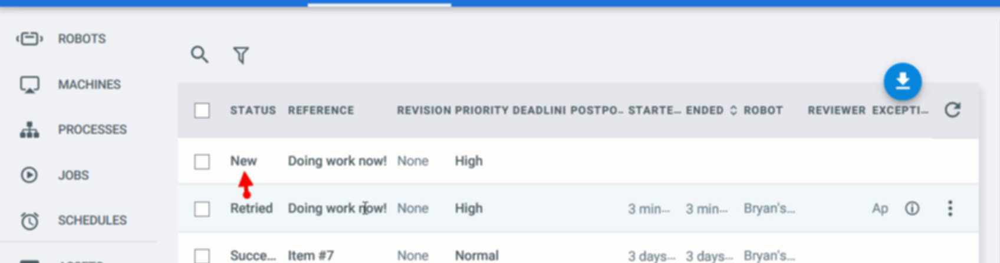 ROBOTS
MACHINES
PROCESSES
JOBS
SCHEDULES
STATUS REFERENCE REVISION PRIORITY DEADLINI POSTPO... STARTE... ENDED ROBOT REVIEWER EXCEPTI...
New Doing work now! None High
Retried Doing work now! None High 3 min... 3 min... Bryan's... Ap
Succe... Item #7 None Normal 3 days... 3 days... Bryan's...